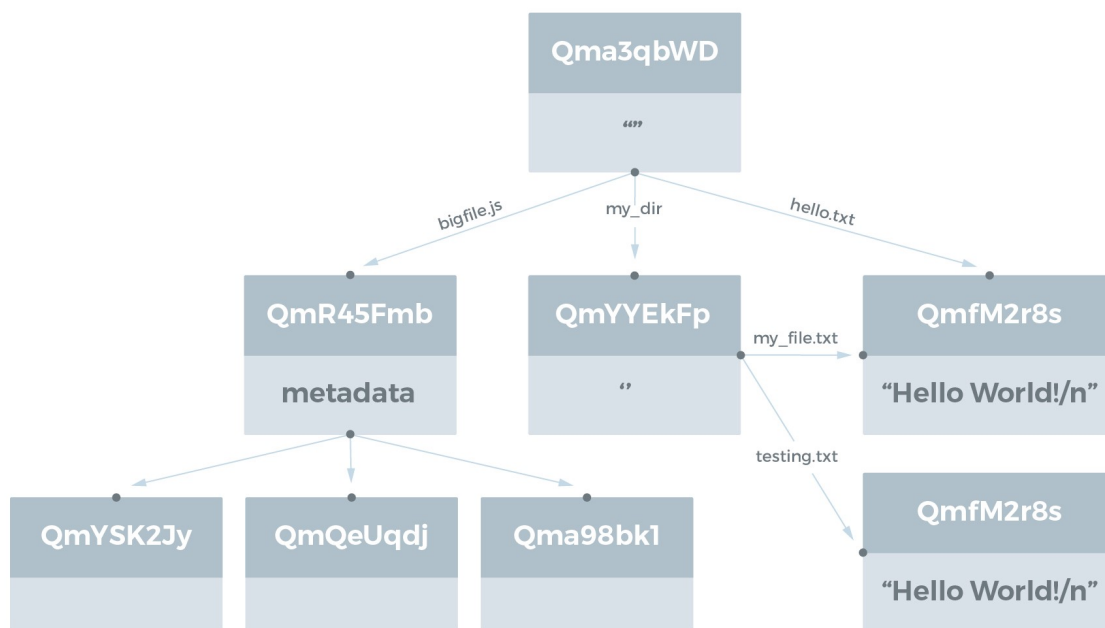 Qma3qbWD
“”
bigfile.js
my_dir
hello.txt
QmR45Fmb
metadata
QmYYEkFp
‘’
my_file.txt
QmfM2r8s
“Hello World!/n”
testing.txt
QmYSK2Jy
QmQeUqdj
Qma98bk1
QmfM2r8s
“Hello World!/n”